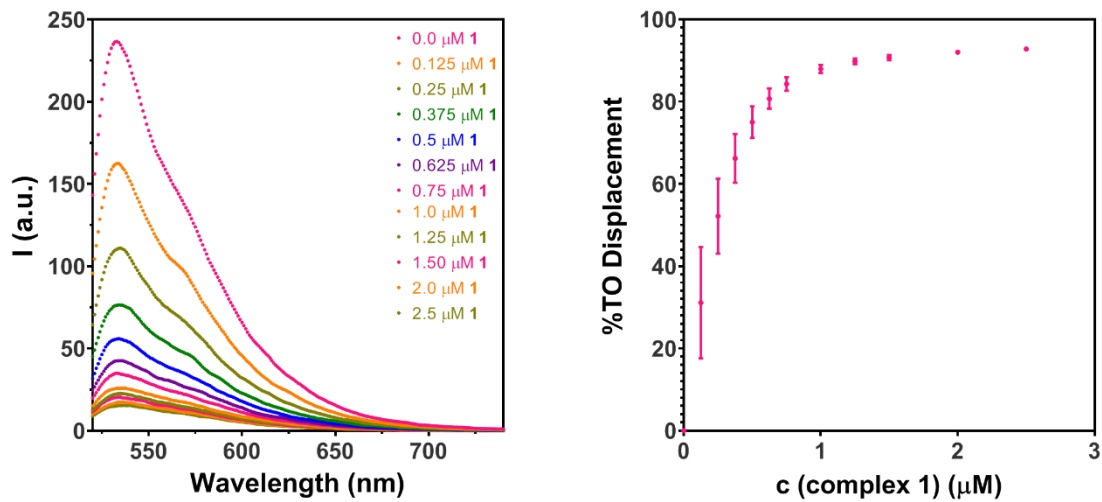 250
200
150
100
50
0
I (a.u.)
550
600
650
700
Wavelength (nm)
0.0 μM 1
0.125 μM 1
0.25 μM 1
0.375 μM 1
0.5 μM 1
0.625 μM 1
0.75 μM 1
1.0 μM 1
1.25 μM 1
1.50 μM 1
2.0 μM 1
2.5 μM 1
100
80
60
40
20
0
%TO Displacement
0
1
2
3
c (complex 1) (μM)